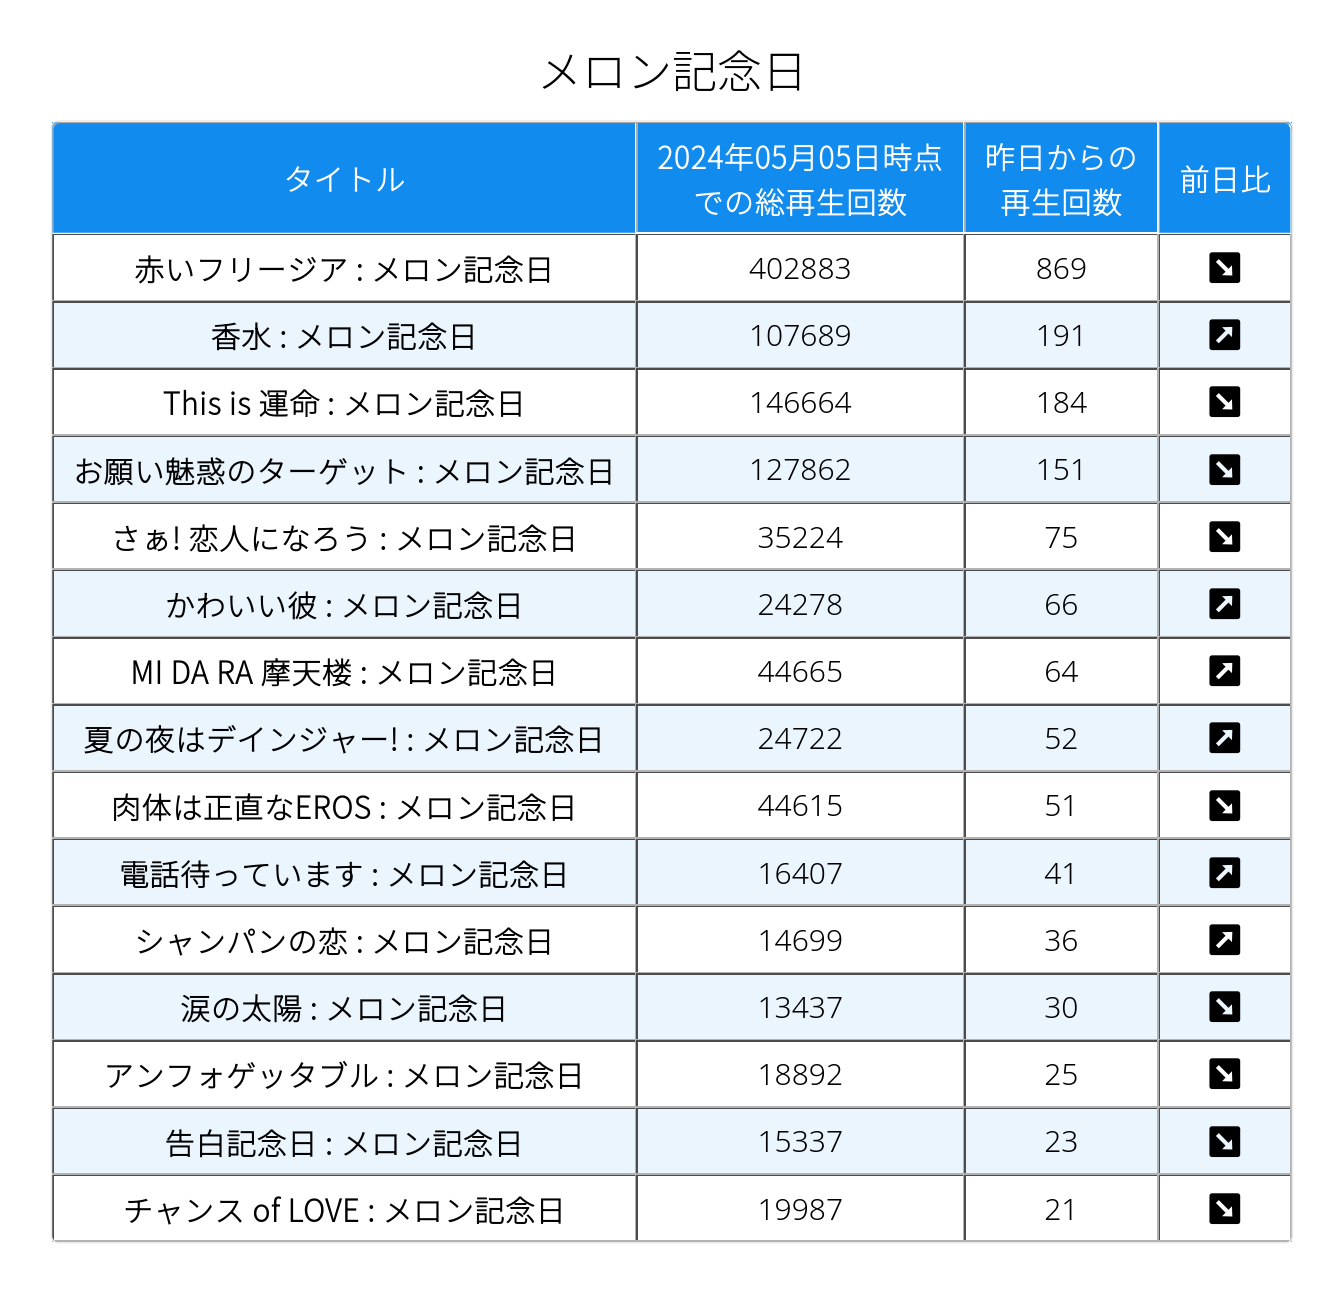 メロン記念日
タイトル 2024年05月05日時点 昨日からの 前日比
での総再生回数 再生回数
赤いフリージア : メロン記念日 402883 869 ↘
香水 : メロン記念日 107689 191 ↗
This is 運命 : メロン記念日 146664 184 ↘
お願い魅惑のターゲット : メロン記念日 127862 151 ↘
さぁ! 恋人になろう : メロン記念日 35224 75 ↘
かわいい彼 : メロン記念日 24278 66 ↗
MI DA RA 摩天楼 : メロン記念日 44665 64 ↗
夏の夜はデインジャー! : メロン記念日 24722 52 ↗
肉体は正直なEROS : メロン記念日 44615 51 ↘
電話待っています : メロン記念日 16407 41 ↗
シャンパンの恋 : メロン記念日 14699 36 ↗
涙の太陽 : メロン記念日 13437 30 ↘
アンフォゲッタブル : メロン記念日 18892 25 ↘
告白記念日 : メロン記念日 15337 23 ↘
チャンス of LOVE : メロン記念日 19987 21 ↘